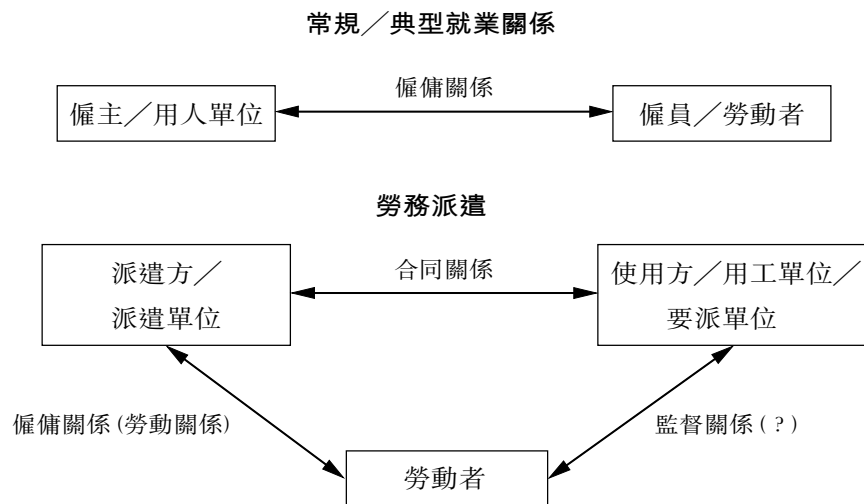 常規／典型就業關係
僱傭關係
僱主／用人單位
僱員／勞動者
勞務派遣
派遣方／
派遣單位
合同關係
使用方／用工單位／
要派單位
僱傭關係(勞動關係)
監督關係(?)
勞動者